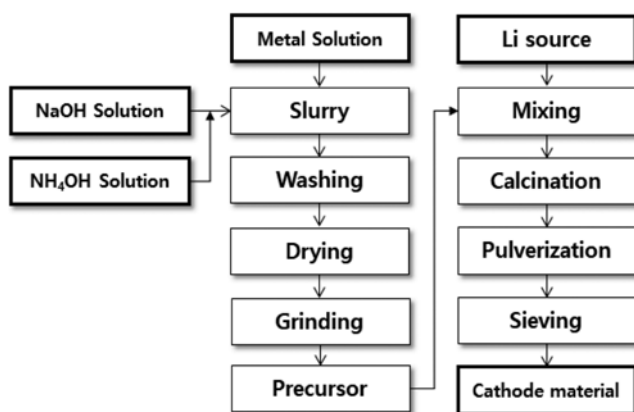 Metal Solution
Li source
NaOH Solution
Slurry
Mixing
NH₄OH Solution
Washing
Calcination
Drying
Pulverization
Grinding
Sieving
Precursor
Cathode material